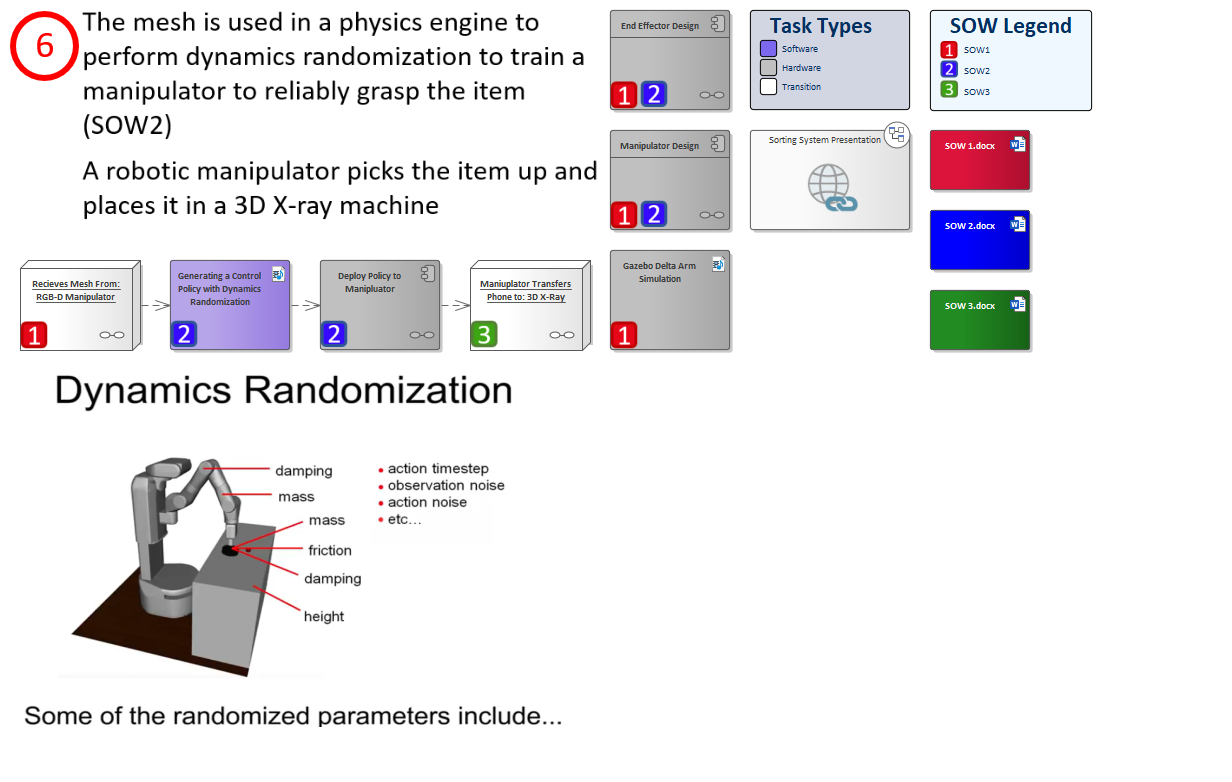 6
The mesh is used in a physics engine to
perform dynamics randomization to train a
manipulator to reliably grasp the item
(SOW2)
A robotic manipulator picks the item up and
places it in a 3D X-ray machine
End Effector Design
1 2
Task Types
Software
Hardware
Transition
SOW Legend
1 SOW1
2 SOW2
3 SOW3
Manipulator Design
1 2
Sorting System Presentation
SOW 1.docx
SOW 2.docx
SOW 3.docx
Recieves Mesh From:
RGB-D Manipulator
1
Generating a Control
Policy with Dynamics
Randomization
2
Deploy Policy to
Manipluator
2
Maniuplator Transfers
Phone to: 3D X-Ray
3
Gazebo Delta Arm
Simulation
1
Dynamics Randomization
damping
mass
mass
friction
damping
height
• action timestep
• observation noise
• action noise
• etc...
Some of the randomized parameters include...